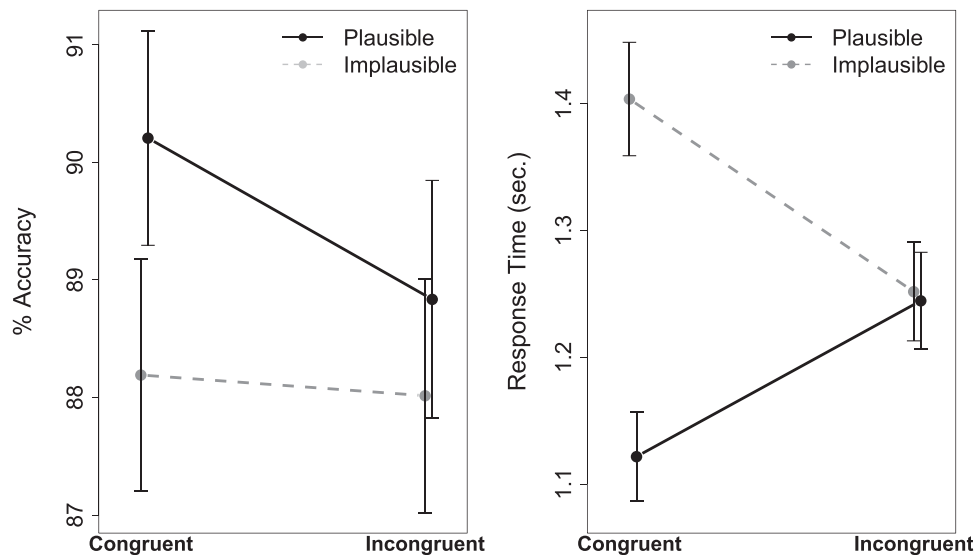 % Accuracy
91
90
89
88
87
Plausible
Implausible
Congruent
Incongruent
Response Time (sec.)
1.4
1.3
1.2
1.1
Plausible
Implausible
Congruent
Incongruent